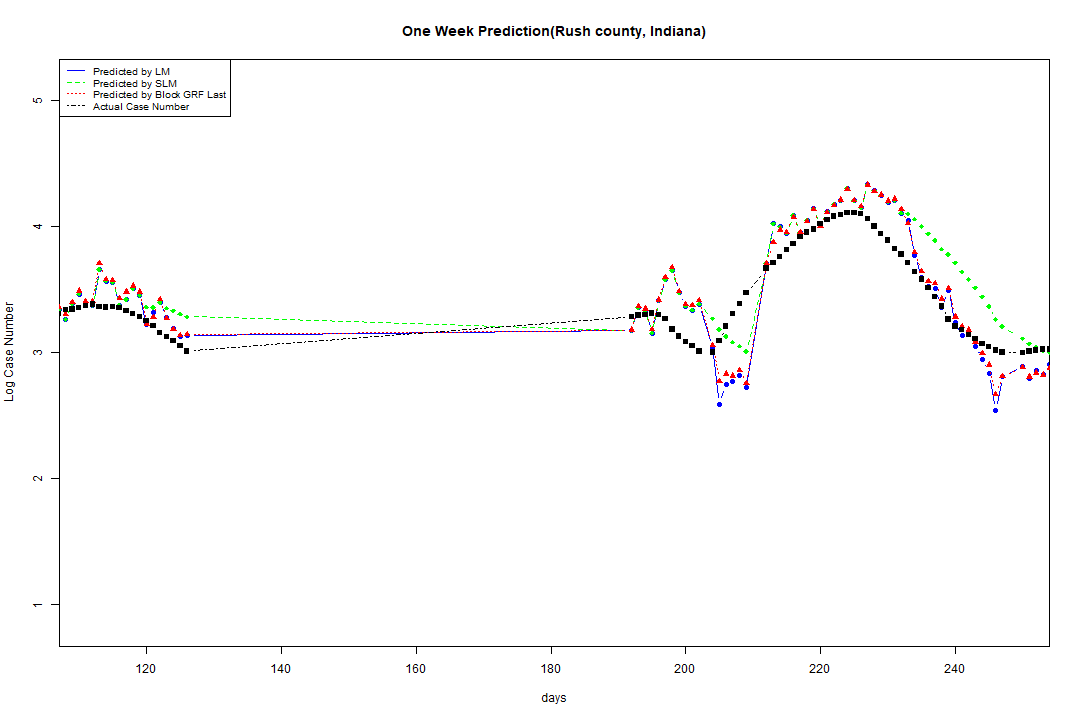 One Week Prediction(Rush county, Indiana)
Predicted by LM
Predicted by SLM
Predicted by Block GRF Last
Actual Case Number
5
4
3
2
1
Log Case Number
120 140 160 180 200 220 240
days